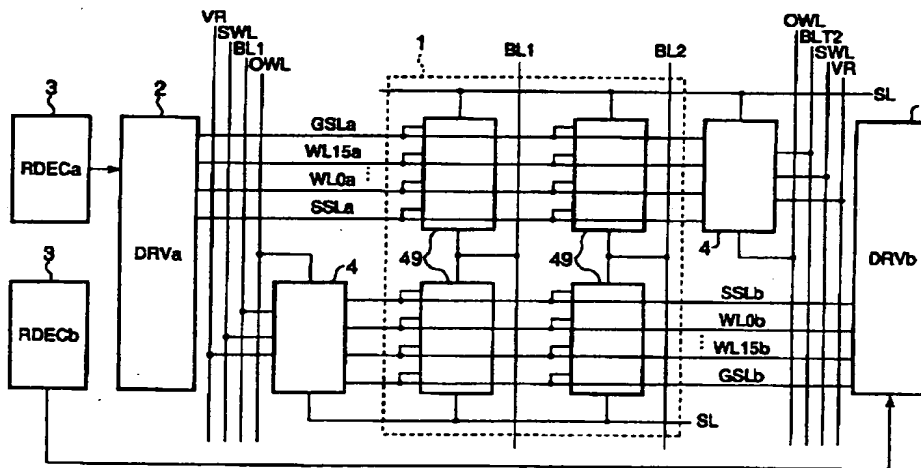 VR
SWL
BL1
OWL
1
BL1
BL2
OWL
BLT2
SWL
VR
SL
3
2
RDECa
DRVa
GSLa
WL15a
WL0a
SSLa
4
DRVb
49
49
3
RDECb
4
SSLb
WL0b
WL15b
GSLb
SL